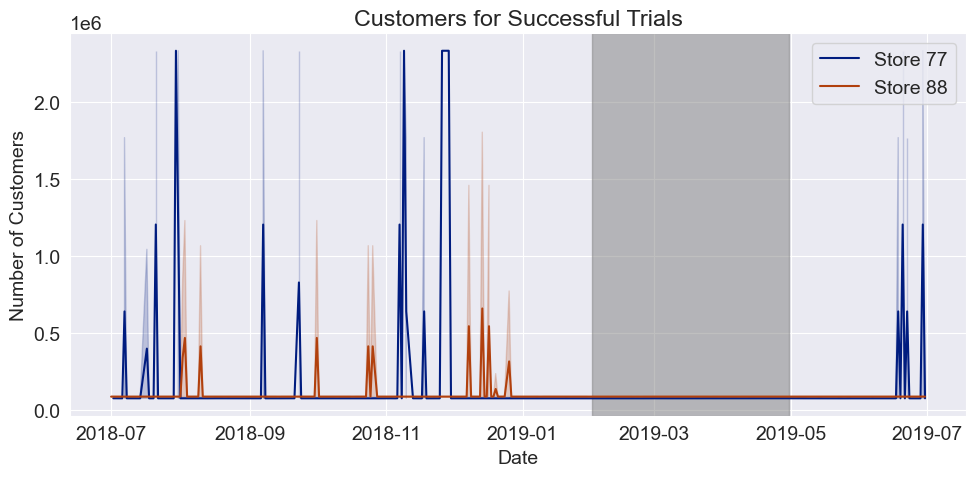 Customers for Successful Trials
1e6
Store 77
Store 88
2.0
1.5
1.0
0.5
0.0
Number of Customers
2018-07
2018-09
2018-11
2019-01
2019-03
2019-05
2019-07
Date